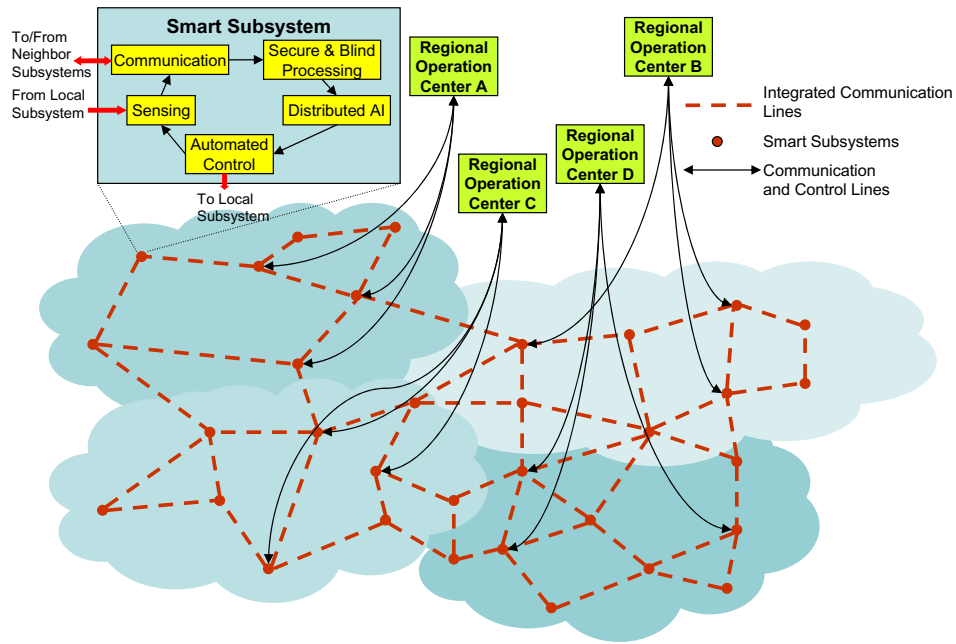 Smart Subsystem
To/From
Neighbor
Subsystems
Communication
Secure & Blind
Processing
From Local
Subsystem
Sensing
Distributed AI
Automated
Control
To Local
Subsystem
Regional
Operation
Center A
Regional
Operation
Center B
Regional
Operation
Center C
Regional
Operation
Center D
Integrated Communication
Lines
Smart Subsystems
Communication
and Control Lines